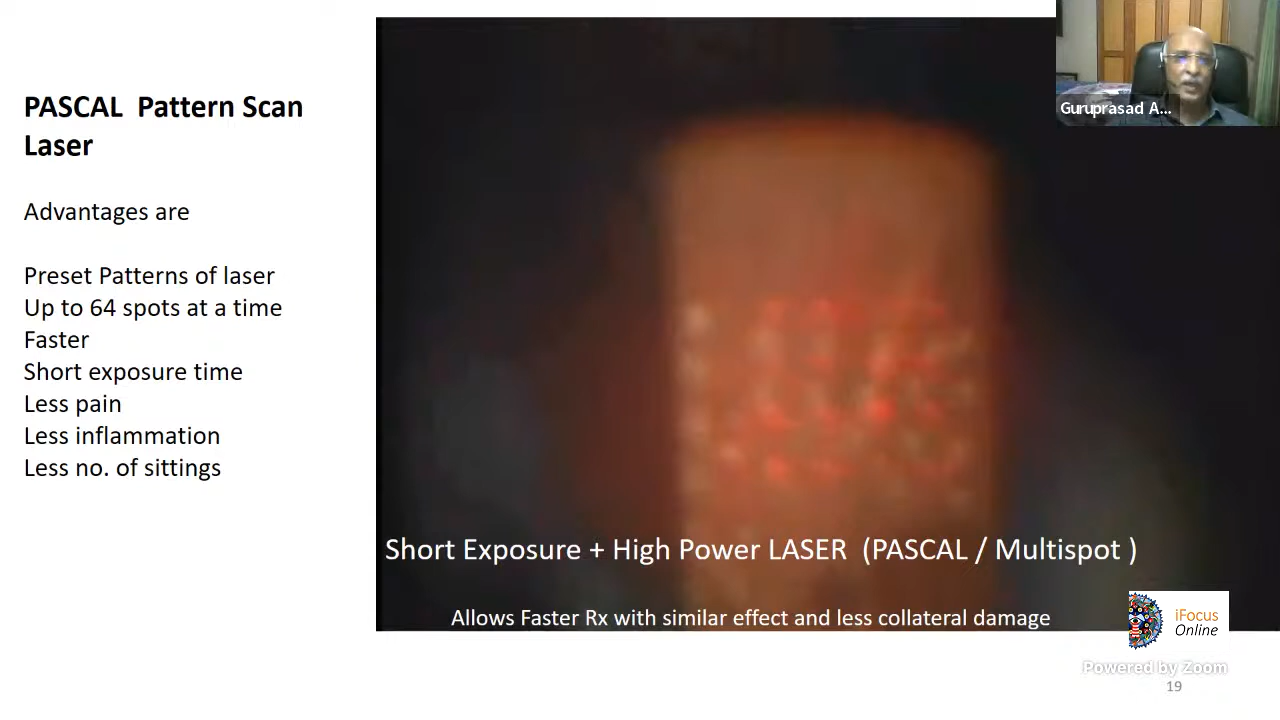 PASCAL  Pattern Scan
Laser
Advantages are
Preset Patterns of laser
Up to 64 spots at a time
Faster
Short exposure time
Less pain
Less inflammation
Less no. of sittings
Guruprasad A...
Short Exposure + High Power LASER  (PASCAL / Multispot )
Allows Faster Rx with similar effect and less collateral damage
iFocus
Online
Powered by Zoom
19